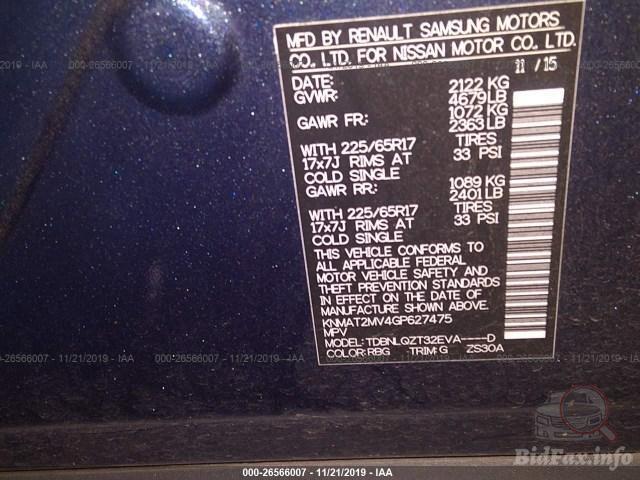 MFD BY RENAULT SAMSUNG MOTORS
CO. LTD. FOR NISSAN MOTOR CO. LTD.
DATE: 11 / 15
GVWR: 2122 KG
4679 LB
GAWR FR: 1072 KG
2363 LB
WITH 225/65R17 TIRES
17x7J RIMS AT 33 PSI
COLD SINGLE
GAWR RR: 1089 KG
2401 LB
WITH 225/65R17 TIRES
17x7J RIMS AT 33 PSI
COLD SINGLE
THIS VEHICLE CONFORMS TO
ALL APPLICABLE FEDERAL
MOTOR VEHICLE SAFETY AND
THEFT PREVENTION STANDARDS
IN EFFECT ON THE DATE OF
MANUFACTURE SHOWN ABOVE.
KNMAT2MV4GP627475
MPV
MODEL: TDBNLQZT32EVA----D
COLOR: RBG TRIM: G ZS30A
000-26566007 - 11/21/2019 - IAA
BidFax.info